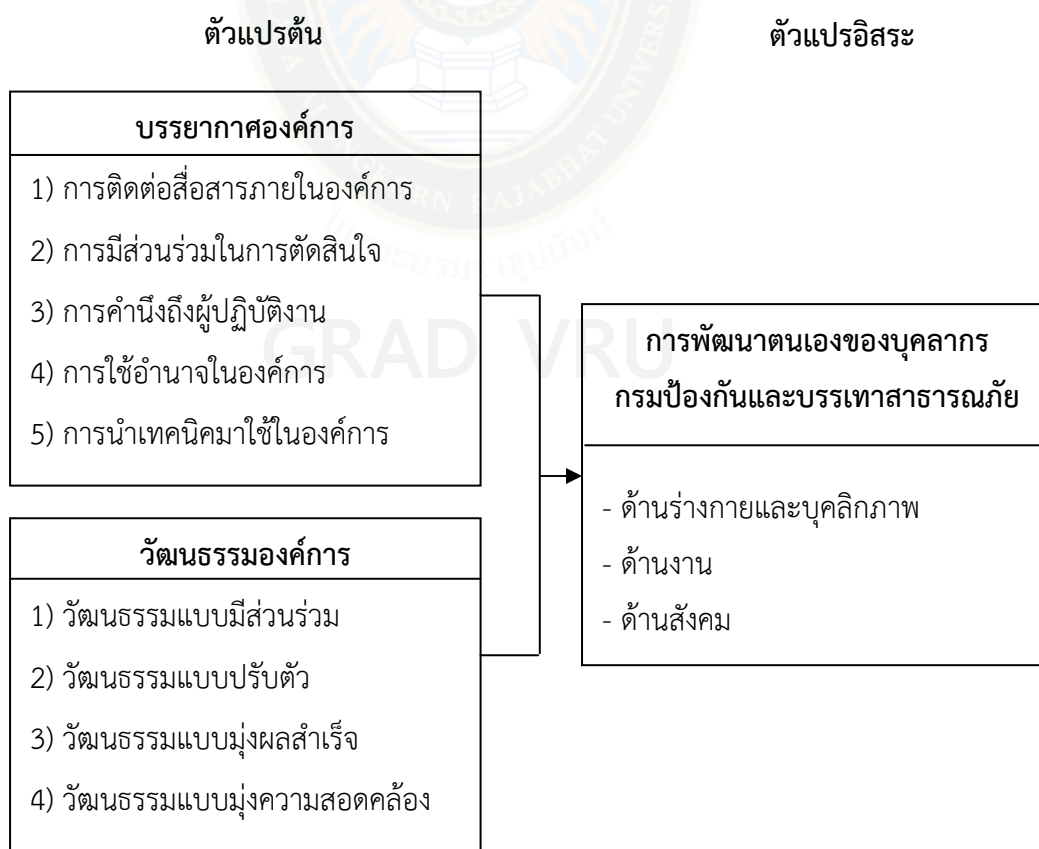 ตัวแปรต้น
ตัวแปรอิสระ
บรรยากาศองค์การ
1) การติดต่อสื่อสารภายในองค์การ
2) การมีส่วนร่วมในการตัดสินใจ
3) การคำนึงถึงผู้ปฏิบัติงาน
4) การใช้อำนาจในองค์การ
5) การนำเทคนิคมาใช้ในองค์การ
วัฒนธรรมองค์การ
1) วัฒนธรรมแบบมีส่วนร่วม
2) วัฒนธรรมแบบปรับตัว
3) วัฒนธรรมแบบมุ่งผลสำเร็จ
4) วัฒนธรรมแบบมุ่งความสอดคล้อง
การพัฒนาตนเองของบุคลากร
กรมป้องกันและบรรเทาสาธารณภัย
- ด้านร่างกายและบุคลิกภาพ
- ด้านงาน
- ด้านสังคม
GRAD VRU
RAJABHAT